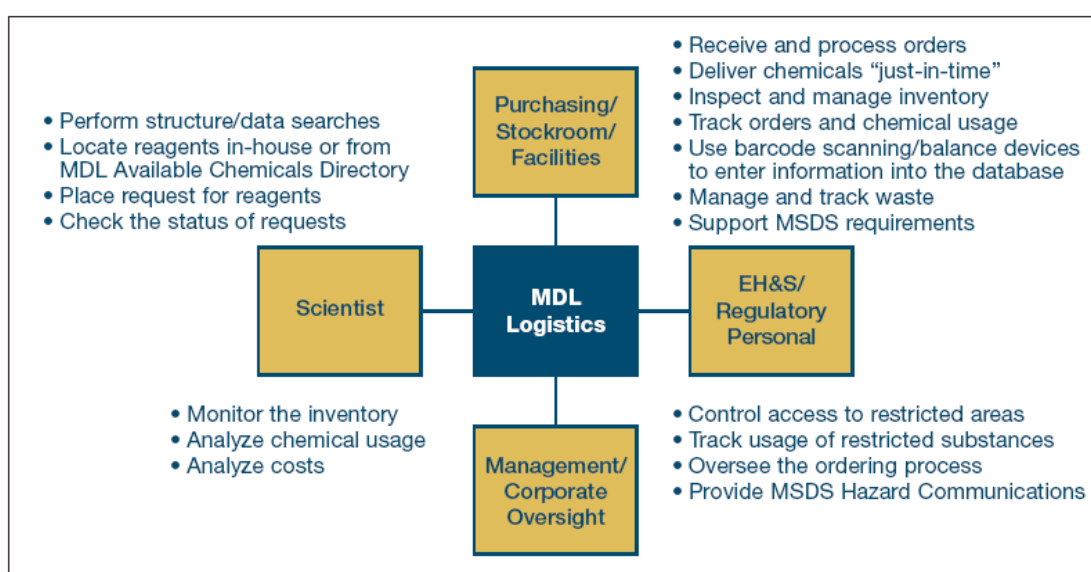 Purchasing/
Stockroom/
Facilities
• Receive and process orders
• Deliver chemicals “just-in-time”
• Inspect and manage inventory
• Track orders and chemical usage
• Use barcode scanning/balance devices
to enter information into the database
• Manage and track waste
• Support MSDS requirements
• Perform structure/data searches
• Locate reagents in-house or from
MDL Available Chemicals Directory
• Place request for reagents
• Check the status of requests
Scientist
MDL
Logistics
EH&S/
Regulatory
Personal
• Monitor the inventory
• Analyze chemical usage
• Analyze costs
Management/
Corporate
Oversight
• Control access to restricted areas
• Track usage of restricted substances
• Oversee the ordering process
• Provide MSDS Hazard Communications